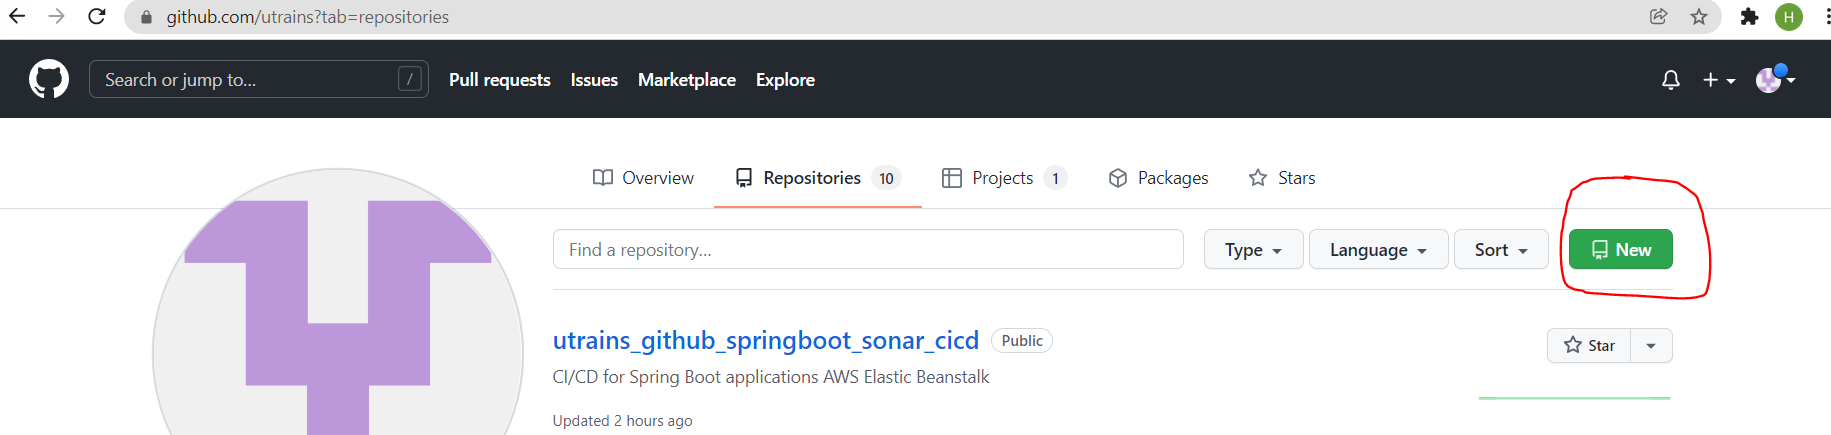 github.com/utrains?tab=repositories
H
Search or jump to... /
Pull requests Issues Marketplace Explore
Overview Repositories 10 Projects 1 Packages Stars
Find a repository...
Type Language Sort New
utrains_github_springboot_sonar_cicd Public
Star
CI/CD for Spring Boot applications AWS Elastic Beanstalk
Updated 2 hours ago